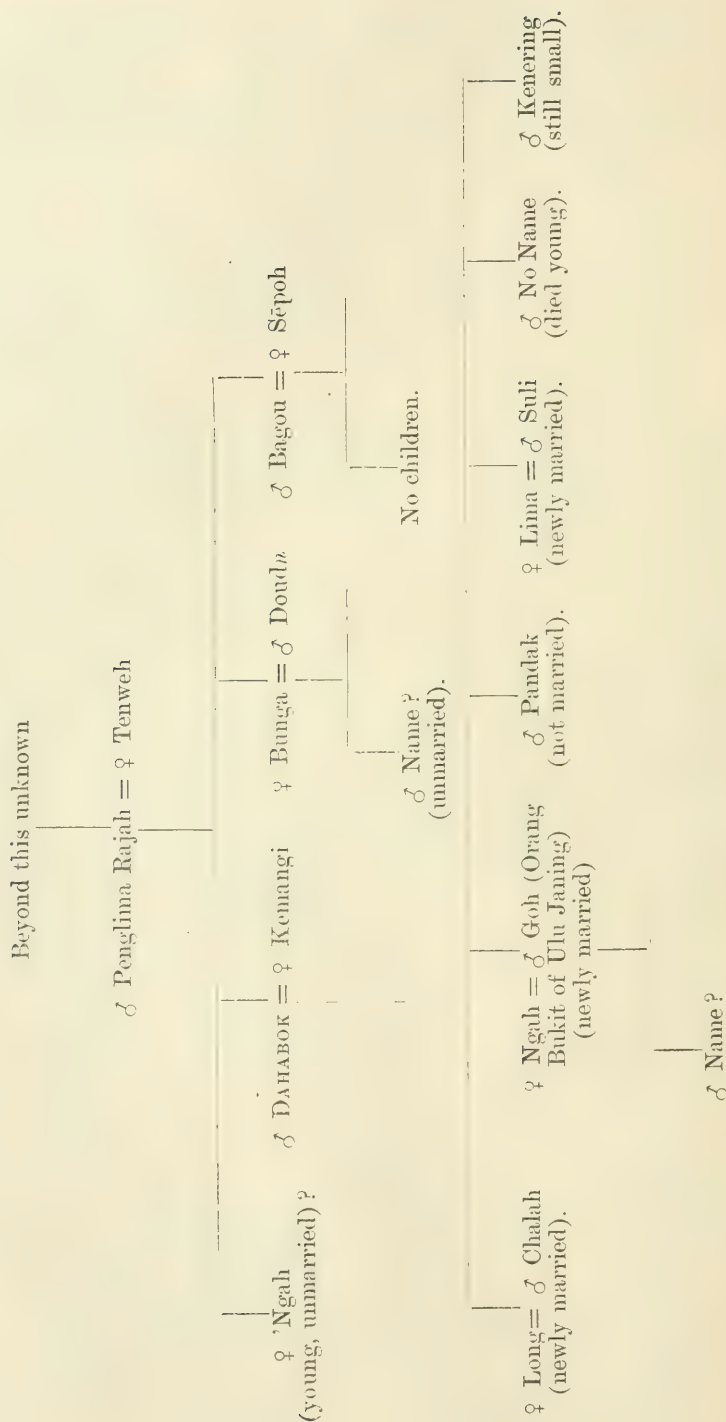 Beyond this unknown
♂ Penglima Rajah = ♀ Tenweh
♀ 'Ngah
(young, unmarried)?
♂ DAHABOK = ♀ Kemangi
♀ Bunga = ♂ Doudn
♂ Bagou = ♀ Sĕpoh
♂ Name?
(unmarried).
No children.
♀ Long = ♂ Chalah
(newly married).
♀ Ngah = ♂ Goh (Orang
Bukit of Ulu Janing)
(newly married)
♂ Pandak
(not married).
♀ Lima = ♂ Suli
(newly married).
♂ No Name
(died young).
♂ Kenering
(still small).
♂ Name?